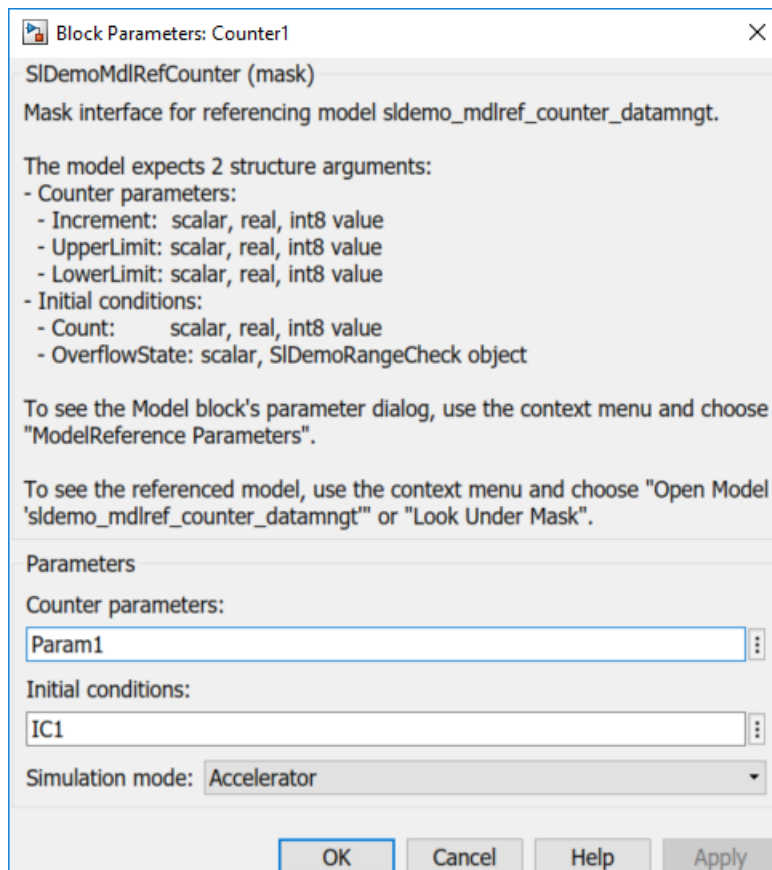 Block Parameters: Counter1
SlDemoMdlRefCounter (mask)
Mask interface for referencing model sldemo_mdlref_counter_datamngt.
The model expects 2 structure arguments:
- Counter parameters:
- Increment: scalar, real, int8 value
- UpperLimit: scalar, real, int8 value
- LowerLimit: scalar, real, int8 value
- Initial conditions:
- Count: scalar, real, int8 value
- OverflowState: scalar, SlDemoRangeCheck object
To see the Model block's parameter dialog, use the context menu and choose
"ModelReference Parameters".
To see the referenced model, use the context menu and choose "Open Model
'sldemo_mdlref_counter_datamngt'" or "Look Under Mask".
Parameters
Counter parameters:
Param1
Initial conditions:
IC1
Simulation mode: Accelerator
OK Cancel Help Apply